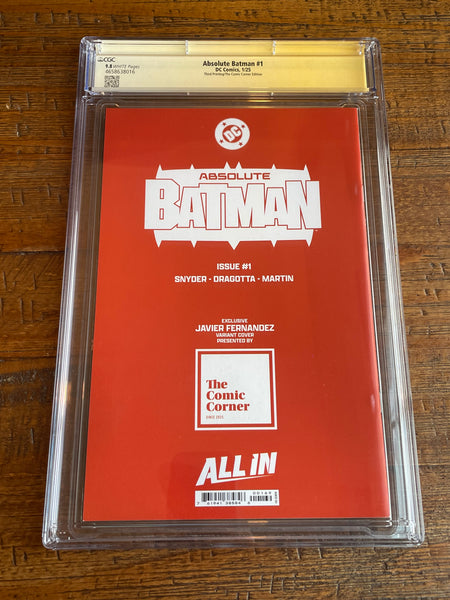 CGC
9.8 WHITE Pages
4658638016
Absolute Batman #1
DC Comics, 1/25
Third Printing/The Comic Corner Edition
DC
ABSOLUTE
BATMAN
ISSUE #1
SNYDER - DRAGOTTA - MARTIN
EXCLUSIVE
JAVIER FERNANDEZ
VARIANT COVER
PRESENTED BY
The
Comic
Corner
ALL IN